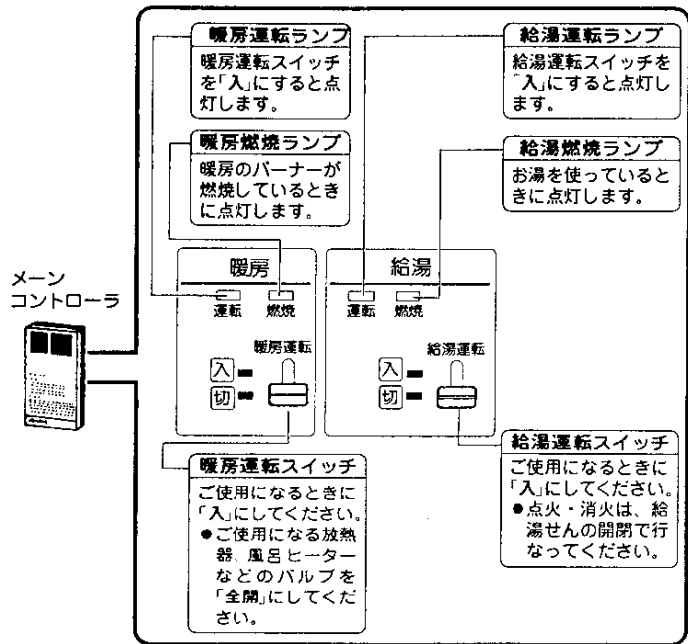 暖房運転ランプ
暖房運転スイッチ
を「入」にすると点
灯します。
給湯運転ランプ
給湯運転スイッチを
「入」にすると点灯し
ます。
暖房燃焼ランプ
暖房のバーナーが
燃焼しているとき
に点灯します。
給湯燃焼ランプ
お湯を使っていると
きに点灯します。
メーン
コントローラ
暖房
運転 燃焼
暖房運転
入
切
給湯
運転 燃焼
給湯運転
入
切
暖房運転スイッチ
ご使用になるときに
「入」にしてください。
●ご使用になる放熱
器、風呂ヒーター
などのバルブを
「全開」にしてくだ
さい。
給湯運転スイッチ
ご使用になるときに
「入」にしてください。
●点火・消火は、給
湯せんの開閉で行
なってください。